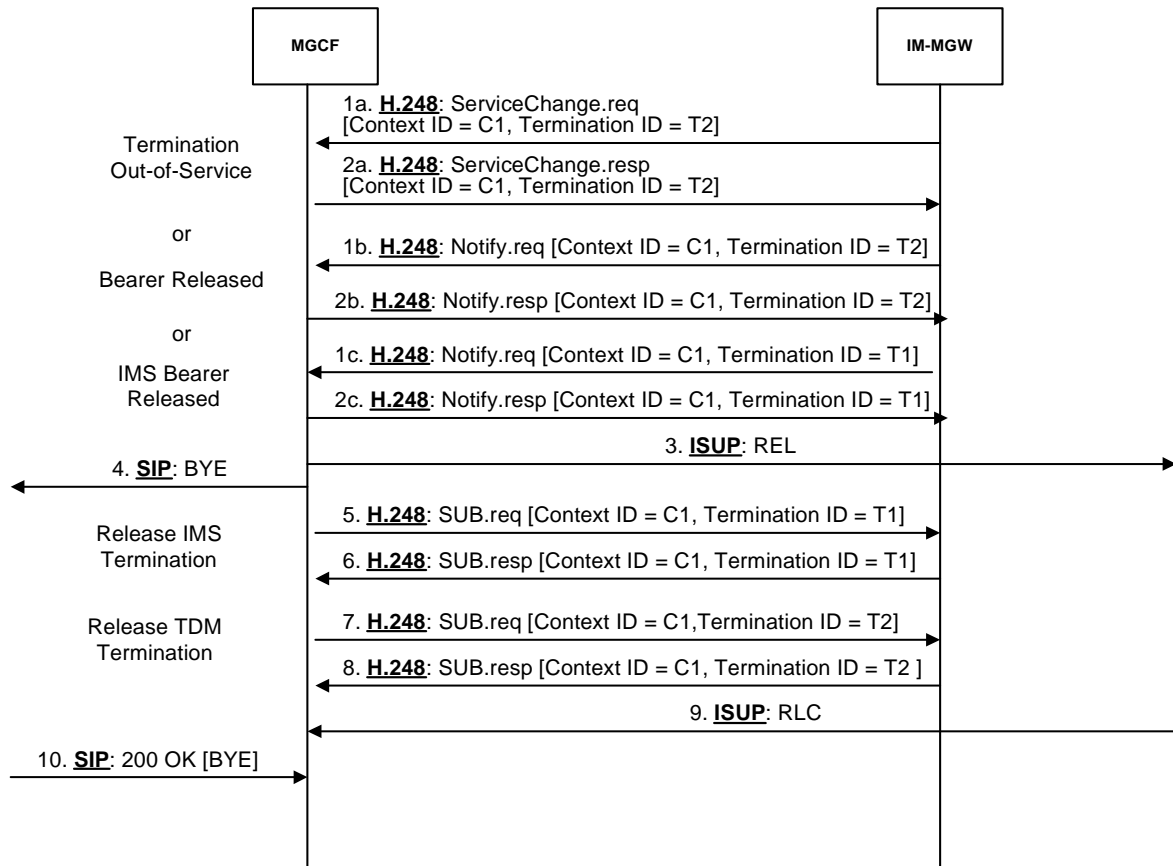 MGCF
IM-MGW
1a. H.248: ServiceChange.req
[Context ID = C1, Termination ID = T2]
Termination
Out-of-Service
2a. H.248: ServiceChange.resp
[Context ID = C1, Termination ID = T2]
or
1b. H.248: Notify.req [Context ID = C1, Termination ID = T2]
Bearer Released
2b. H.248: Notify.resp [Context ID = C1, Termination ID = T2]
or
1c. H.248: Notify.req [Context ID = C1, Termination ID = T1]
IMS Bearer
Released
2c. H.248: Notify.resp [Context ID = C1, Termination ID = T1]
3. ISUP: REL
4. SIP: BYE
5. H.248: SUB.req [Context ID = C1, Termination ID = T1]
Release IMS
Termination
6. H.248: SUB.resp [Context ID = C1, Termination ID = T1]
7. H.248: SUB.req [Context ID = C1,Termination ID = T2]
Release TDM
Termination
8. H.248: SUB.resp [Context ID = C1, Termination ID = T2 ]
9. ISUP: RLC
10. SIP: 200 OK [BYE]